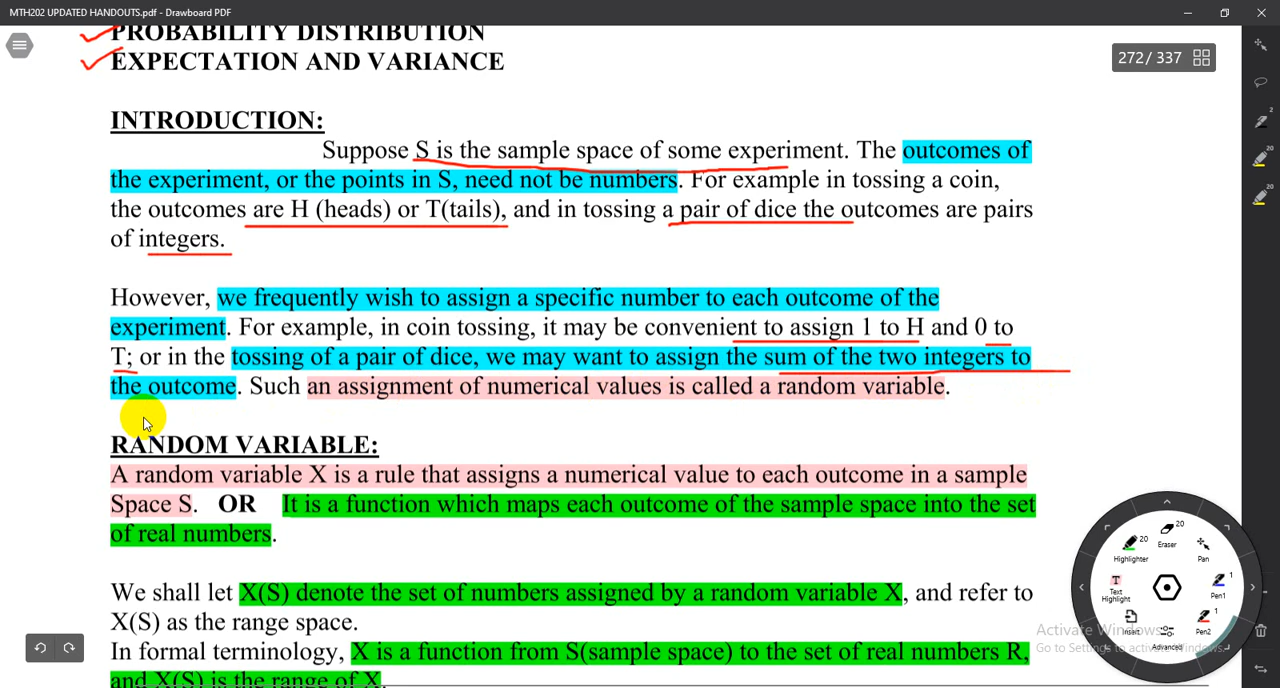 MTH202 UPDATED HANDOUTS.pdf - Drawboard PDF
PROBABILITY DISTRIBUTION
EXPECTATION AND VARIANCE
272/ 337
INTRODUCTION:
Suppose S is the sample space of some experiment. The outcomes of
the experiment, or the points in S, need not be numbers. For example in tossing a coin,
the outcomes are H (heads) or T(tails), and in tossing a pair of dice the outcomes are pairs
of integers.
However, we frequently wish to assign a specific number to each outcome of the
experiment. For example, in coin tossing, it may be convenient to assign 1 to H and 0 to
T; or in the tossing of a pair of dice, we may want to assign the sum of the two integers to
the outcome. Such an assignment of numerical values is called a random variable.
RANDOM VARIABLE:
A random variable X is a rule that assigns a numerical value to each outcome in a sample
Space S. OR It is a function which maps each outcome of the sample space into the set
of real numbers.
We shall let X(S) denote the set of numbers assigned by a random variable X, and refer to
X(S) as the range space.
In formal terminology, X is a function from S(sample space) to the set of real numbers R,
and X(S) is the range of X.
2
20
20
20
Eraser
20
Highlighter
Pan
T
Text
Highlight
1
Pen1
Insert
1
Pen2
Advanced
Activate Windows
Go to Settings to activate Windows.